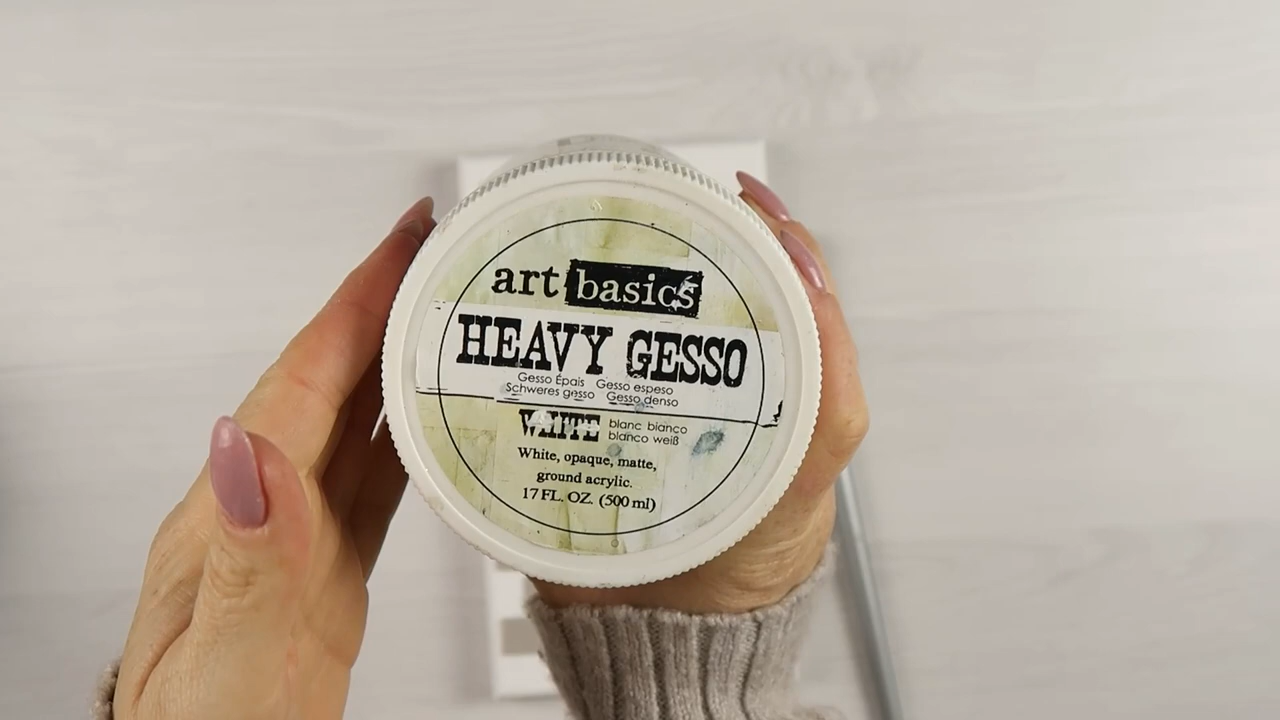 art basics
HEAVY GESSO
Gesso Épais Gesso espeso
Schweres gesso Gesso denso
WHITE blanc bianco
blanco weiß
White, opaque, matte,
ground acrylic.
17 FL. OZ. (500 ml)